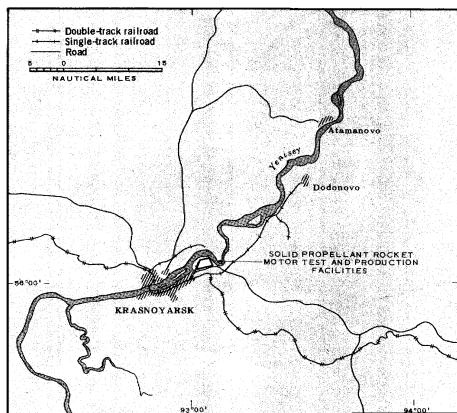 Double-track railroad
Single-track railroad
Road
5 0 15
NAUTICAL MILES
Atamanovo
Yenisey
Dodonovo
SOLID PROPELLANT ROCKET
MOTOR TEST AND PRODUCTION
FACILITIES
56°00'
KRASNOYARSK
93°00'
94°00'